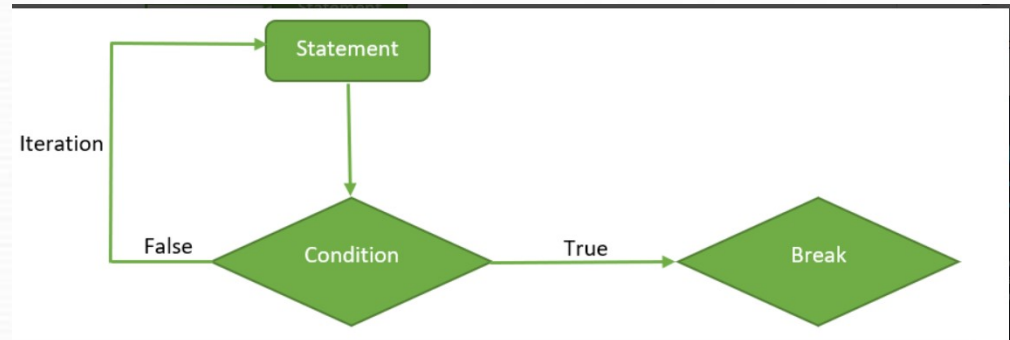 Statement
Iteration
False
Condition
True
Break